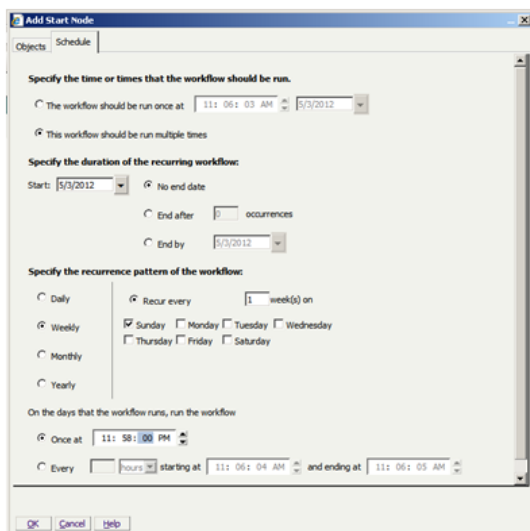 Add Start Node
Objects Schedule
Specify the time or times that the workflow should be run.
The workflow should be run once at 11: 06: 03 AM 5/3/2012
This workflow should be run multiple times
Specify the duration of the recurring workflow:
Start: 5/3/2012 No end date
End after 0 occurrences
End by 5/3/2012
Specify the recurrence pattern of the workflow:
Daily Recur every 1 week(s) on
Weekly Sunday Monday Tuesday Wednesday
Thursday Friday Saturday
Monthly
Yearly
On the days that the workflow runs, run the workflow
Once at 11: 58: 00 PM
Every hours starting at 11: 06: 04 AM and ending at 11: 06: 05 AM
OK Cancel Help